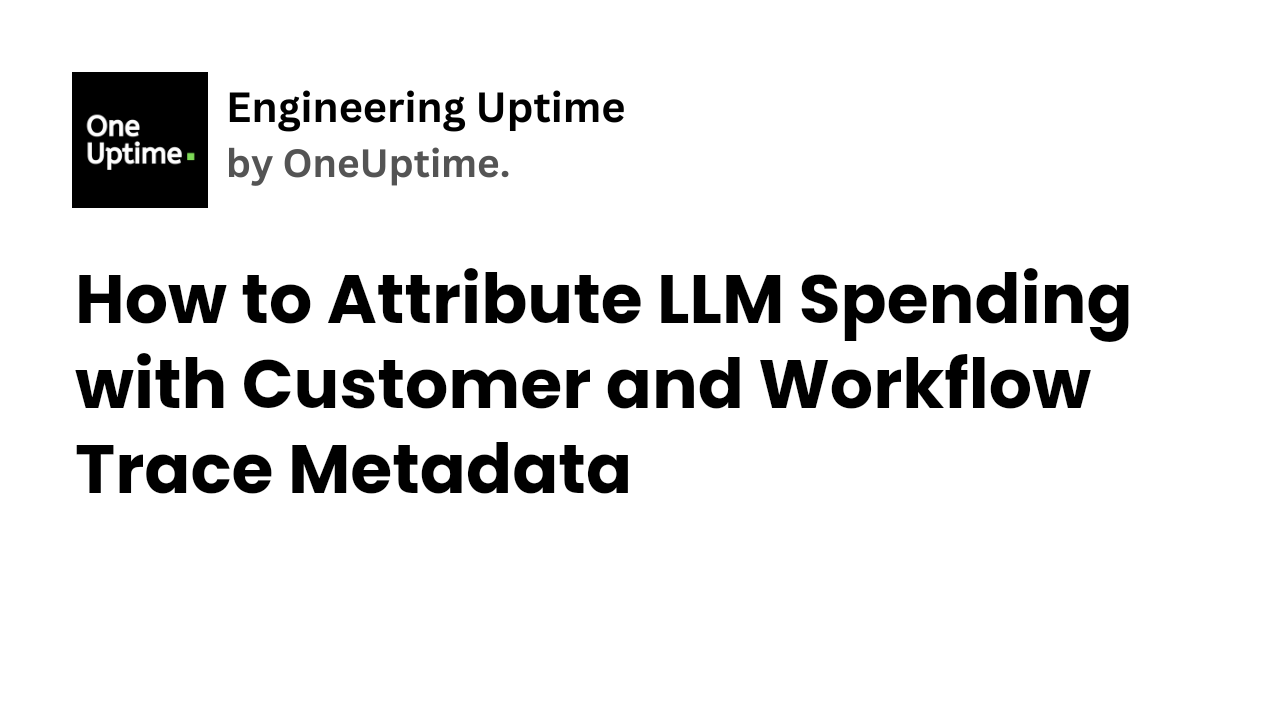 One
Uptime.
Engineering Uptime
by OneUptime.
How to Attribute LLM Spending
with Customer and Workflow
Trace Metadata